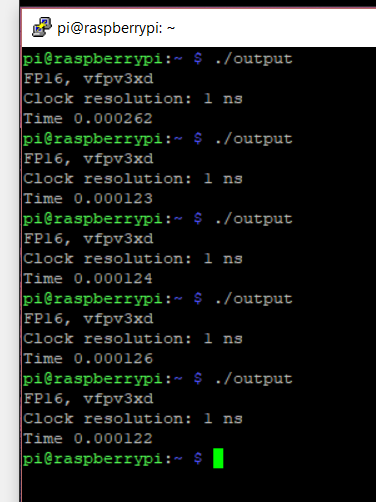 pi@raspberrypi: ~
pi@raspberrypi:~ $ ./output
FP16, vfpv3xd
Clock resolution: 1 ns
Time 0.000262
pi@raspberrypi:~ $ ./output
FP16, vfpv3xd
Clock resolution: 1 ns
Time 0.000123
pi@raspberrypi:~ $ ./output
FP16, vfpv3xd
Clock resolution: 1 ns
Time 0.000124
pi@raspberrypi:~ $ ./output
FP16, vfpv3xd
Clock resolution: 1 ns
Time 0.000126
pi@raspberrypi:~ $ ./output
FP16, vfpv3xd
Clock resolution: 1 ns
Time 0.000122
pi@raspberrypi:~ $